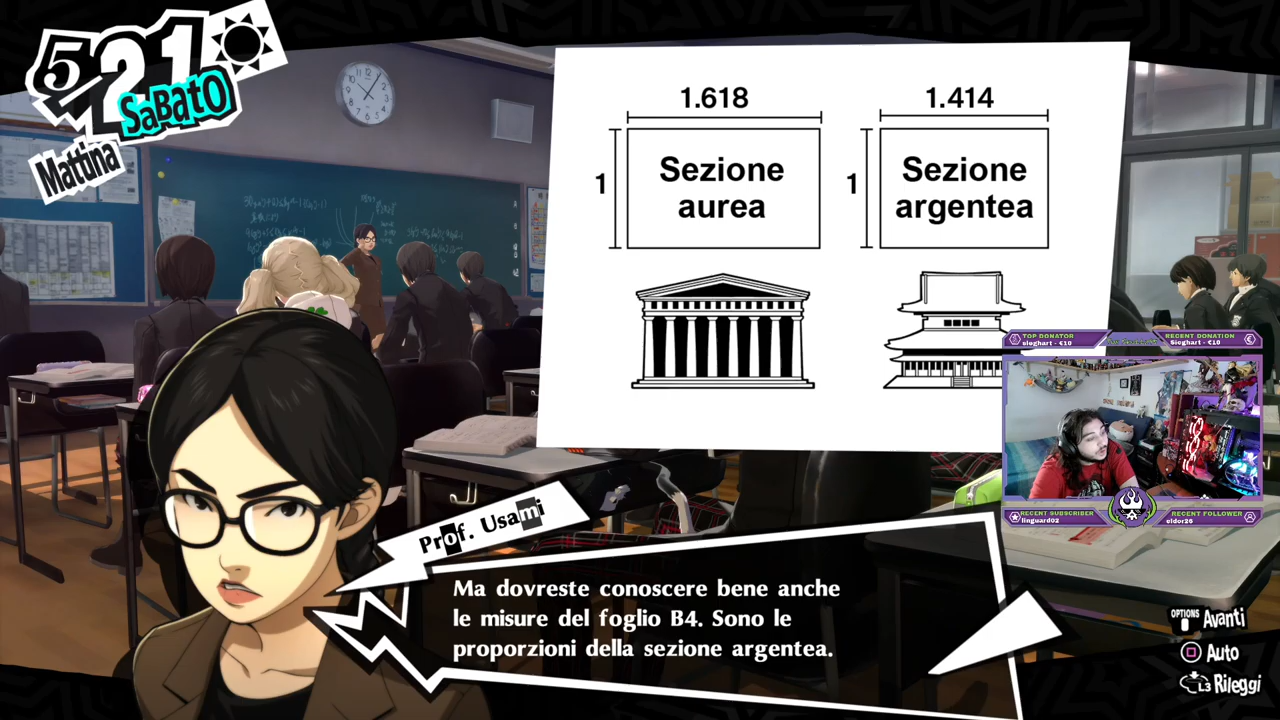 5/21
Sabato
Mattina
1.618
1
Sezione
aurea
1.414
1
Sezione
argentea
TOP DONATOR
sieghart - €10
RECENT DONATION
Sieghart - €10
RECENT SUBSCRIBER
linguard02
RECENT FOLLOWER
eldor26
Prof. Usami
Ma dovreste conoscere bene anche
le misure del foglio B4. Sono le
proporzioni della sezione argentea.
OPTIONS Avanti
Auto
L3 Rileggi